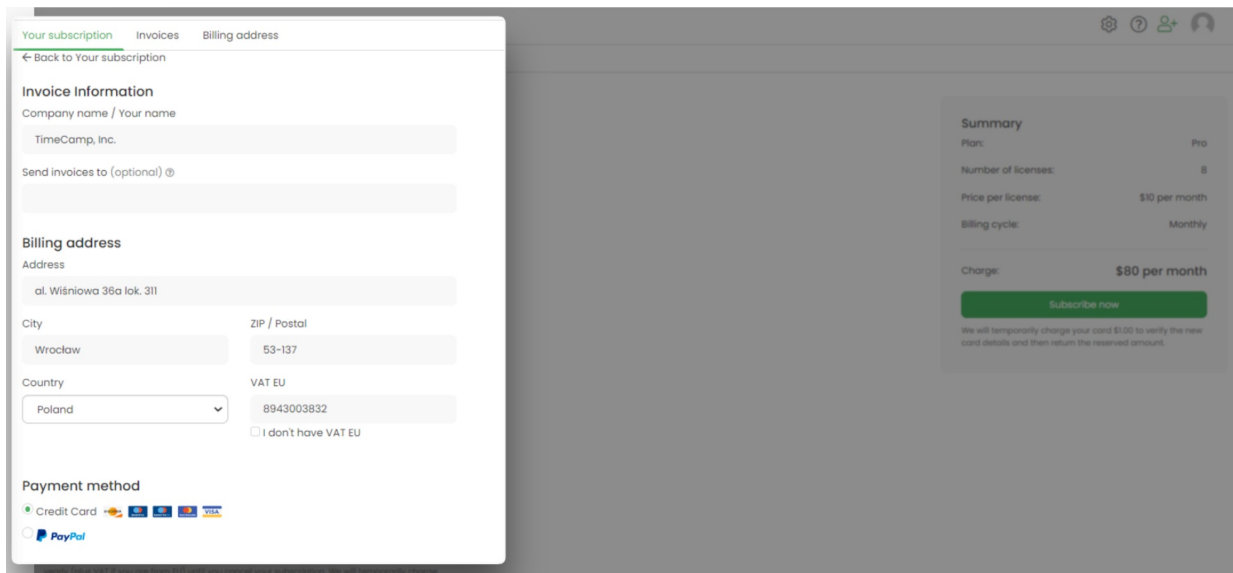 Your subscription Invoices Billing address
← Back to Your subscription
Invoice Information
Company name / Your name
TimeCamp, Inc.
Send invoices to (optional)
Billing address
Address
al. Wiśniowa 36a lok. 311
City ZIP / Postal
Wrocław 53-137
Country VAT EU
Poland 8943003832
I don't have VAT EU
Payment method
Credit Card VISA
PayPal
Summary
Plan: Pro
Number of licenses: 8
Price per license: $10 per month
Billing cycle: Monthly
Charge: $80 per month
Subscribe now
We will temporarily charge your card $1.00 to verify the new
card details and then return the reserved amount.